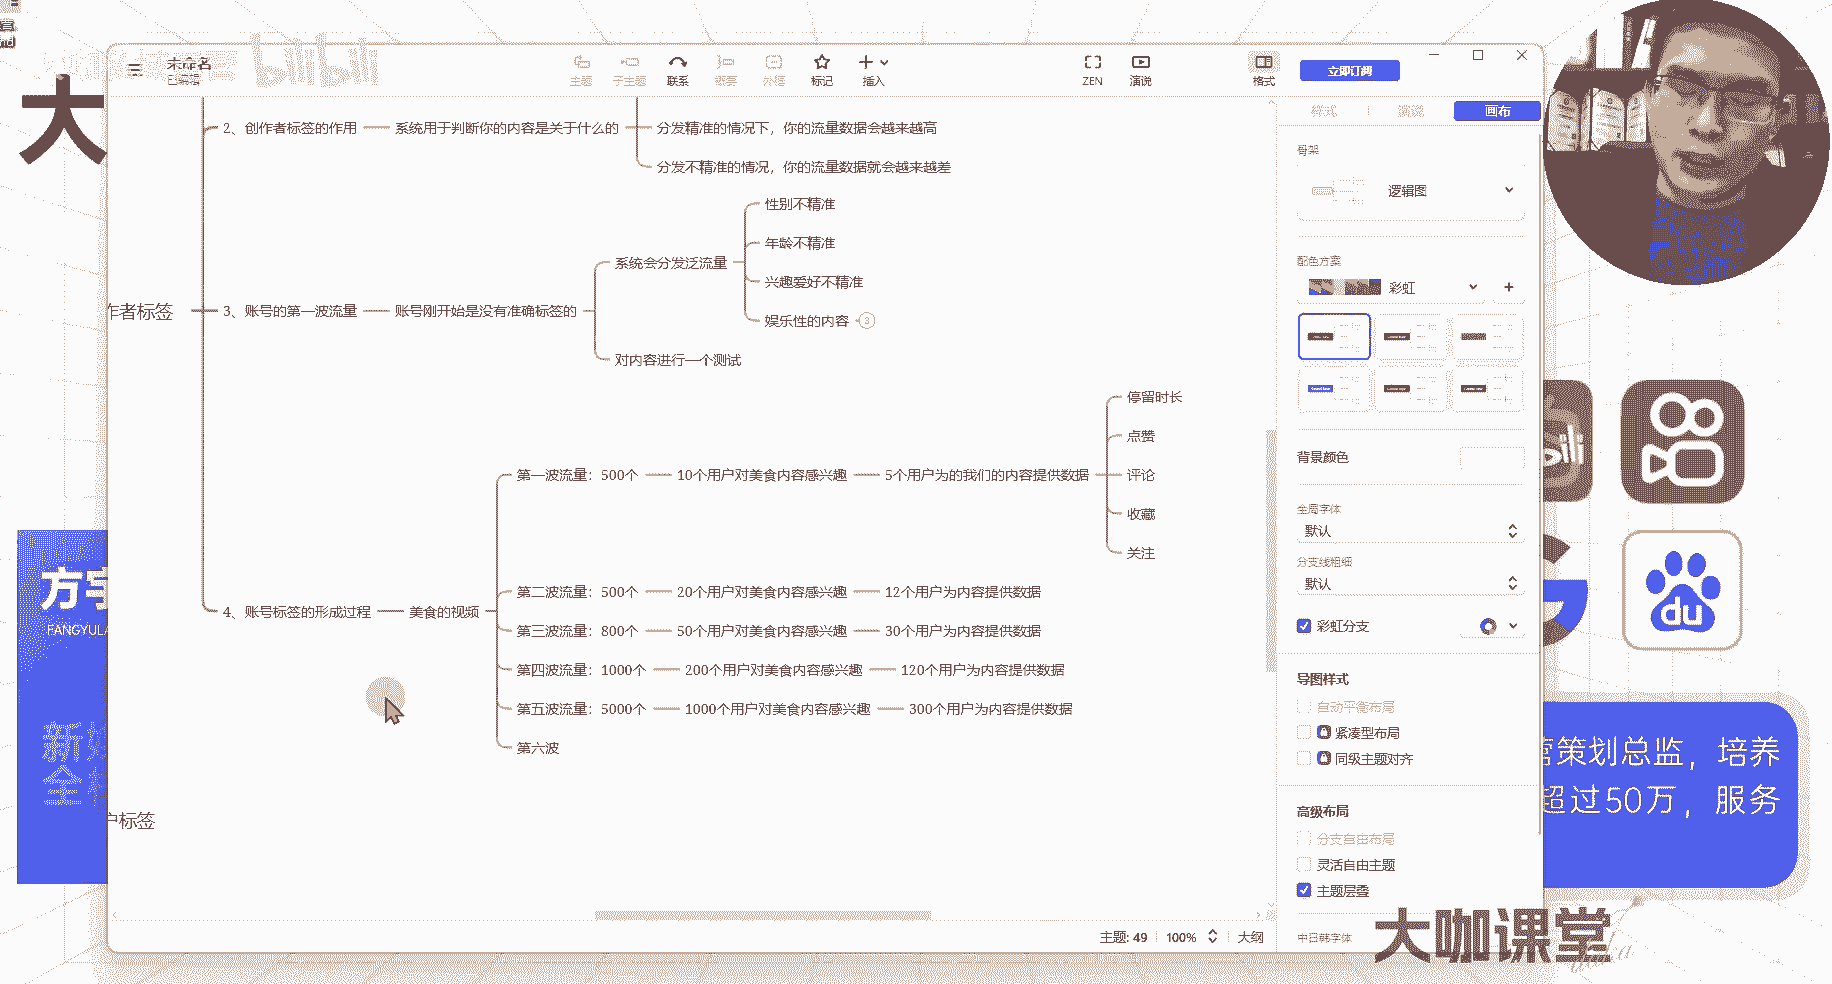 bilibili
大
未命名
已编辑
主题
子主题
联系
概要
外框
标记
插入
ZEN
演说
格式
立即订阅
样式
演说
画布
2、创作者标签的作用
系统用于判断你的内容是关于什么的
分发精准的情况下，你的流量数据会越来越高
分发不精准的情况，你的流量数据就会越来越差
作者标签
3、账号的第一波流量
账号刚开始是没有准确标签的
系统会分发泛流量
性别不精准
年龄不精准
兴趣爱好不精准
娱乐性的内容
3
对内容进行一个测试
4、账号标签的形成过程
美食的视频
第一波流量：500个
10个用户对美食内容感兴趣
5个用户为的我们的内容提供数据
停留时长
点赞
评论
收藏
关注
第二波流量：500个
20个用户对美食内容感兴趣
12个用户为内容提供数据
第三波流量：800个
50个用户对美食内容感兴趣
30个用户为内容提供数据
第四波流量：1000个
200个用户对美食内容感兴趣
120个用户为内容提供数据
第五波流量：5000个
1000个用户对美食内容感兴趣
300个用户为内容提供数据
第六波
户标签
骨架
逻辑图
配色方案
彩虹
背景颜色
全局字体
默认
分支线粗细
默认
彩虹分支
导图样式
自动平衡布局
紧凑型布局
同级主题对齐
高级布局
分支自由布局
灵活自由主题
主题层叠
中日韩字体
主题: 49
100%
大纲
方宇
FANGYULA
新媒
全
du
营策划总监，培养
超过50万，服务
大咖课堂